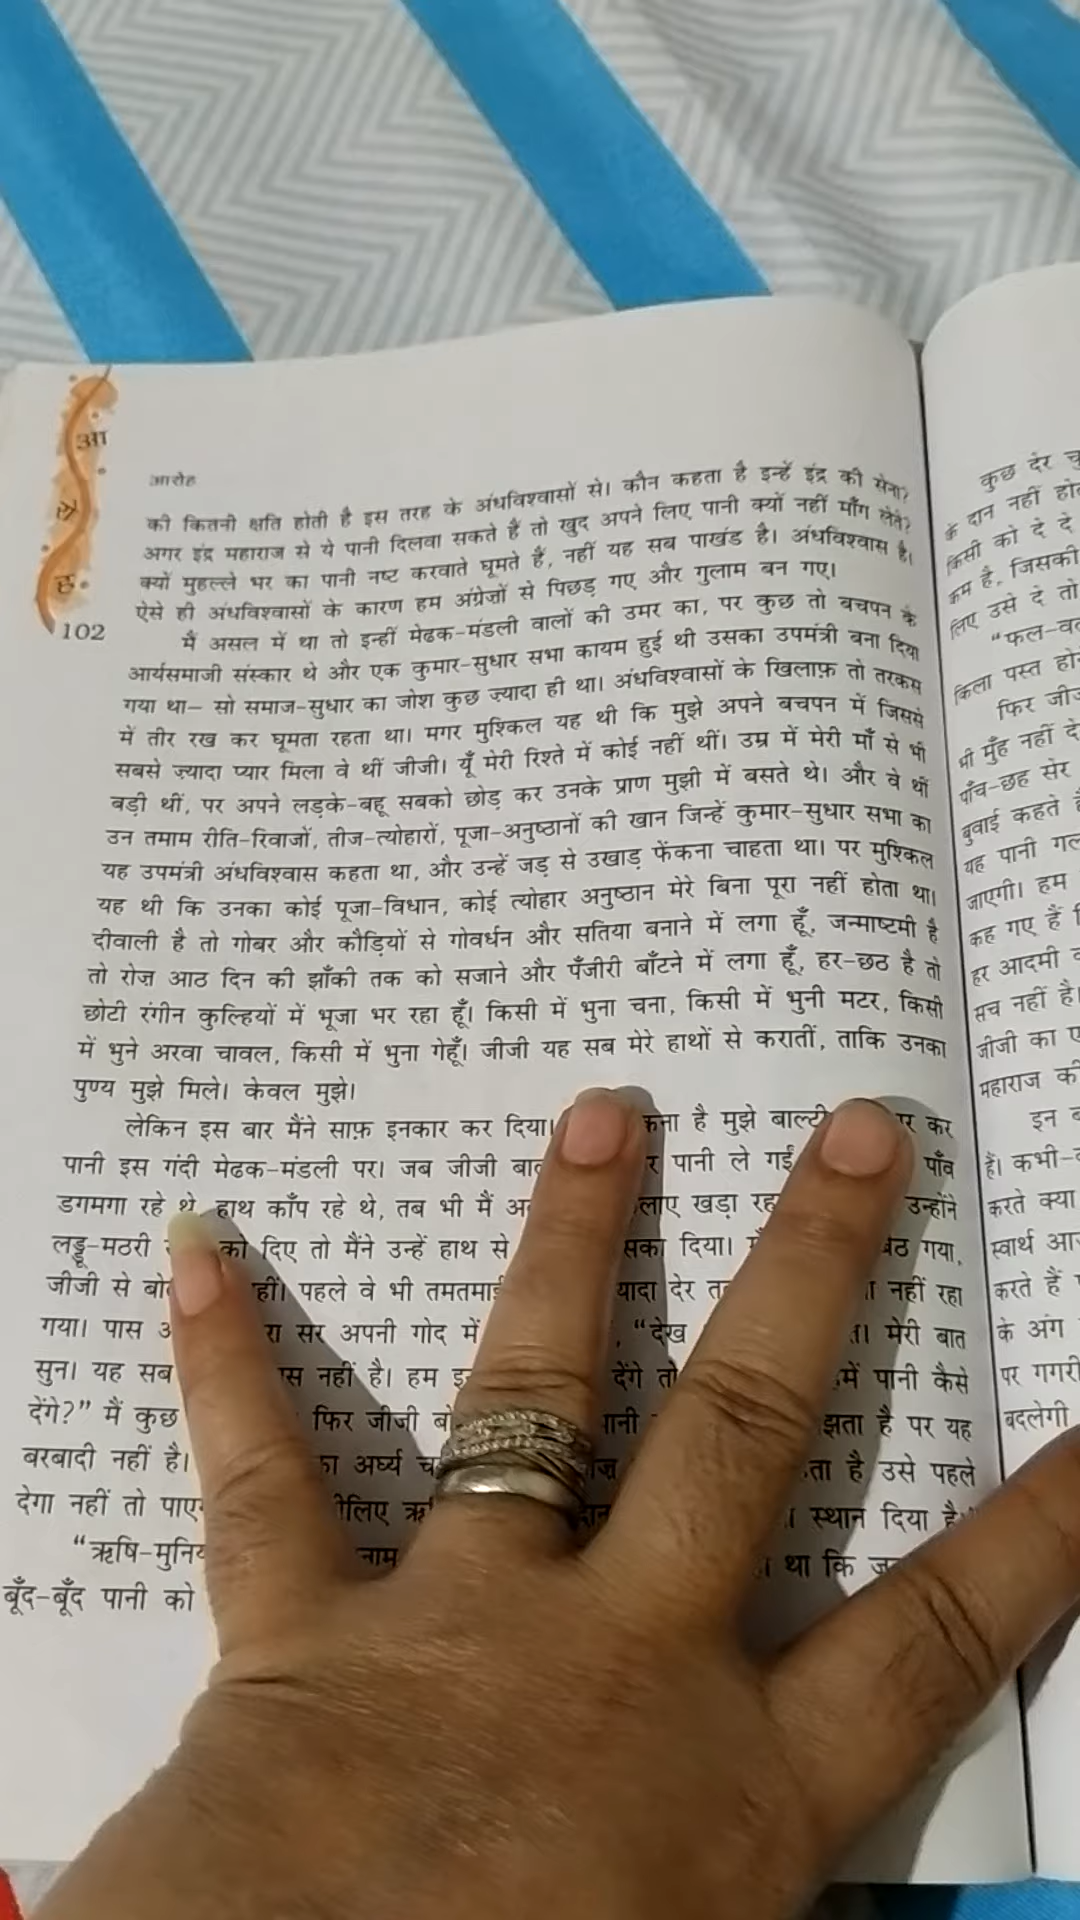 आ
रो
ह
102
आरोह
की कितनी क्षति होती है इस तरह के अंधविश्वासों से। कौन कहता है इन्हें इंद्र की सेना?
अगर इंद्र महाराज से ये पानी दिलवा सकते हैं तो खुद अपने लिए पानी क्यों नहीं माँग लेते?
क्यों मुहल्ले भर का पानी नष्ट करवाते घूमते हैं, नहीं यह सब पाखंड है। अंधविश्वास है।
ऐसे ही अंधविश्वासों के कारण हम अंग्रेज़ों से पिछड़ गए और गुलाम बन गए।
मैं असल में था तो इन्हीं मेढक-मंडली वालों की उमर का, पर कुछ तो बचपन के
आर्यसमाजी संस्कार थे और एक कुमार-सुधार सभा कायम हुई थी उसका उपमंत्री बना दिया
गया था– सो समाज-सुधार का जोश कुछ ज़्यादा ही था। अंधविश्वासों के खिलाफ़ तो तरकस
में तीर रख कर घूमता रहता था। मगर मुश्किल यह थी कि मुझे अपने बचपन में जिससे
सबसे ज़्यादा प्यार मिला वे थीं जीजी। यूँ मेरी रिश्ते में कोई नहीं थीं। उम्र में मेरी माँ से भी
बड़ी थीं, पर अपने लड़के-बहू सबको छोड़ कर उनके प्राण मुझी में बसते थे। और वे थीं
उन तमाम रीति-रिवाजों, तीज-त्योहारों, पूजा-अनुष्ठानों की खान जिन्हें कुमार-सुधार सभा का
यह उपमंत्री अंधविश्वास कहता था, और उन्हें जड़ से उखाड़ फेंकना चाहता था। पर मुश्किल
यह थी कि उनका कोई पूजा-विधान, कोई त्योहार अनुष्ठान मेरे बिना पूरा नहीं होता था।
दीवाली है तो गोबर और कौड़ियों से गोवर्धन और सतिया बनाने में लगा हूँ, जन्माष्टमी है
तो रोज़ आठ दिन की झाँकी तक को सजाने और पँजीरी बाँटने में लगा हूँ, हर-छठ है तो
छोटी रंगीन कुल्हियों में भूजा भर रहा हूँ। किसी में भुना चना, किसी में भुनी मटर, किसी
में भुने अरवा चावल, किसी में भुना गेहूँ। जीजी यह सब मेरे हाथों से करातीं, ताकि उनका
पुण्य मुझे मिले। केवल मुझे।
लेकिन इस बार मैंने साफ़ इनकार कर दिया। है मुझे बाल्टी कर
पानी इस गंदी मेढक-मंडली पर। जब जीजी पानी ले गईं पाँव
डगमगा रहे थे, हाथ काँप रहे थे, तब भी मैं खड़ा उन्होंने
लड्डू-मठरी को दिए तो मैंने उन्हें हाथ से दिया। गया,
जीजी से पहले वे भी देर नहीं रहा
गया। पास सर अपनी गोद में "देख मेरी बात
सुन। यह सब नहीं है। हम देंगे तो पानी कैसे
देंगे?" मैं कुछ फिर जीजी है पर यह
बरबादी नहीं है। अर्घ्य है उसे पहले
देगा नहीं तो स्थान दिया है।"
"ऋषि-मुनि नाम था कि
बूँद-बूँद पानी को
कुछ देर
के दान नहीं
किसी को दे दे
कम है, जिसकी
लिए उसे दे तो
किला पस्त
फिर
भी मुँह नहीं
पाँच-छह सेर
बुवाई कहते
यह पानी
जाएगी। हम
कह गए हैं
हर आदमी
सच नहीं है।
जीजी का
महाराज की
इन
हैं।
करते क्या
स्वार्थ
करते हैं
के अंग
पर गगरी
बदलेगी